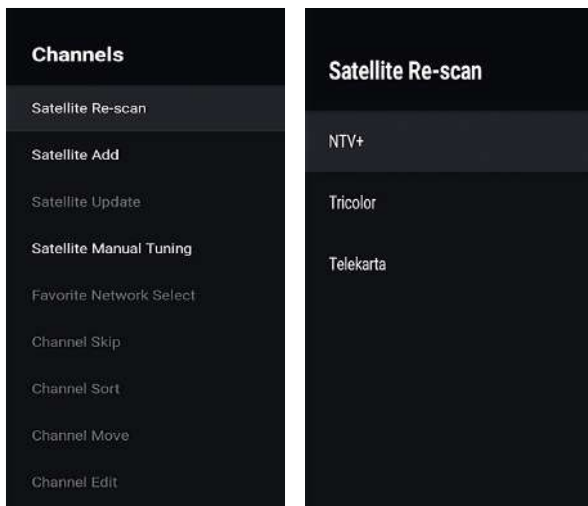 Channels
Satellite Re-scan
Satellite Add
Satellite Update
Satellite Manual Tuning
Favorite Network Select
Channel Skip
Channel Sort
Channel Move
Channel Edit
Satellite Re-scan
NTV+
Tricolor
Telekarta